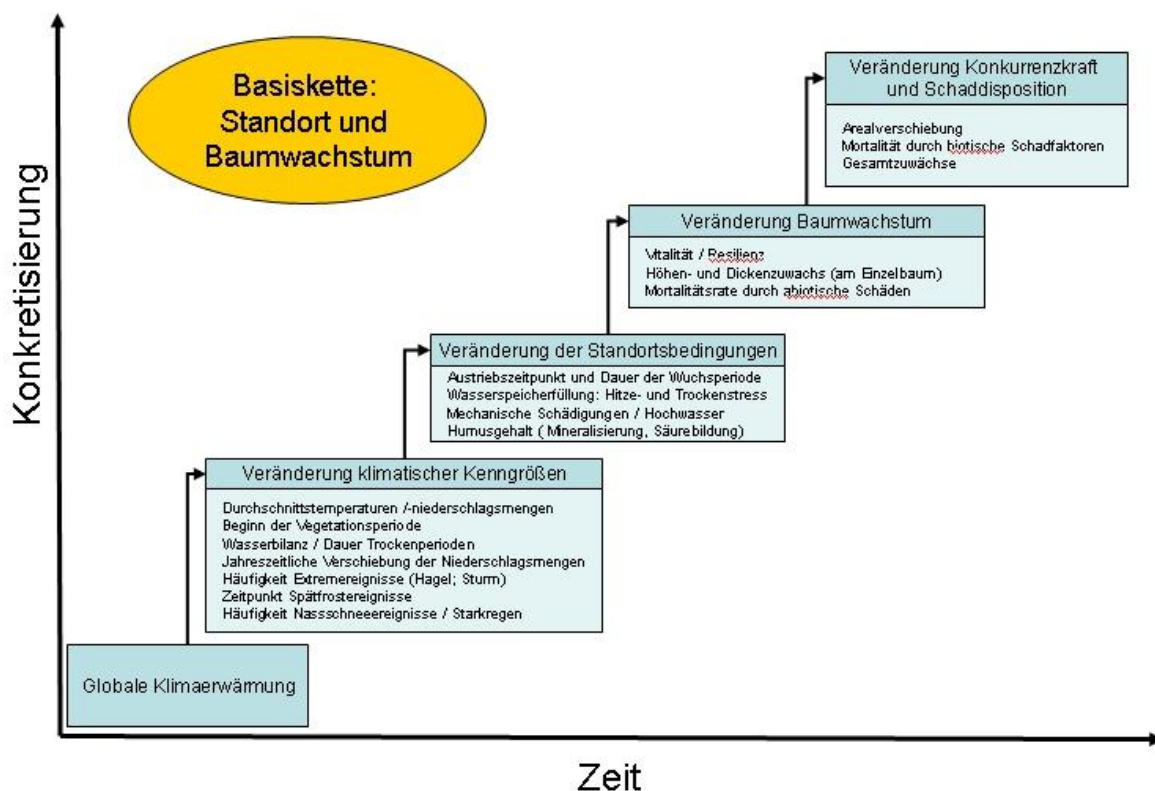 Basiskette:
Standort und
Baumwachstum
Konkretisierung
Veränderung Konkurrenzkraft
und Schaddisposition
Arealverschiebung
Mortalität durch biotische Schadfaktoren
Gesamtzuwächse
Veränderung Baumwachstum
Vitalität / Resilienz
Höhen- und Dickenzuwachs (am Einzelbaum)
Mortalitätsrate durch abiotische Schäden
Veränderung der Standortsbedingungen
Austriebszeitpunkt und Dauer der Wuchsperiode
Wasserspeicherfüllung: Hitze- und Trockenstress
Mechanische Schädigungen / Hochwasser
Humusgehalt ( Mineralisierung, Säurebildung)
Veränderung klimatischer Kenngrößen
Durchschnittstemperaturen /-niederschlagsmengen
Beginn der Vegetationsperiode
Wasserbilanz / Dauer Trockenperioden
Jahreszeitliche Verschiebung der Niederschlagsmengen
Häufigkeit Extremereignisse (Hagel; Sturm)
Zeitpunkt Spätfrostereignisse
Häufigkeit Nassschneeereignisse / Starkregen
Globale Klimaerwärmung
Zeit